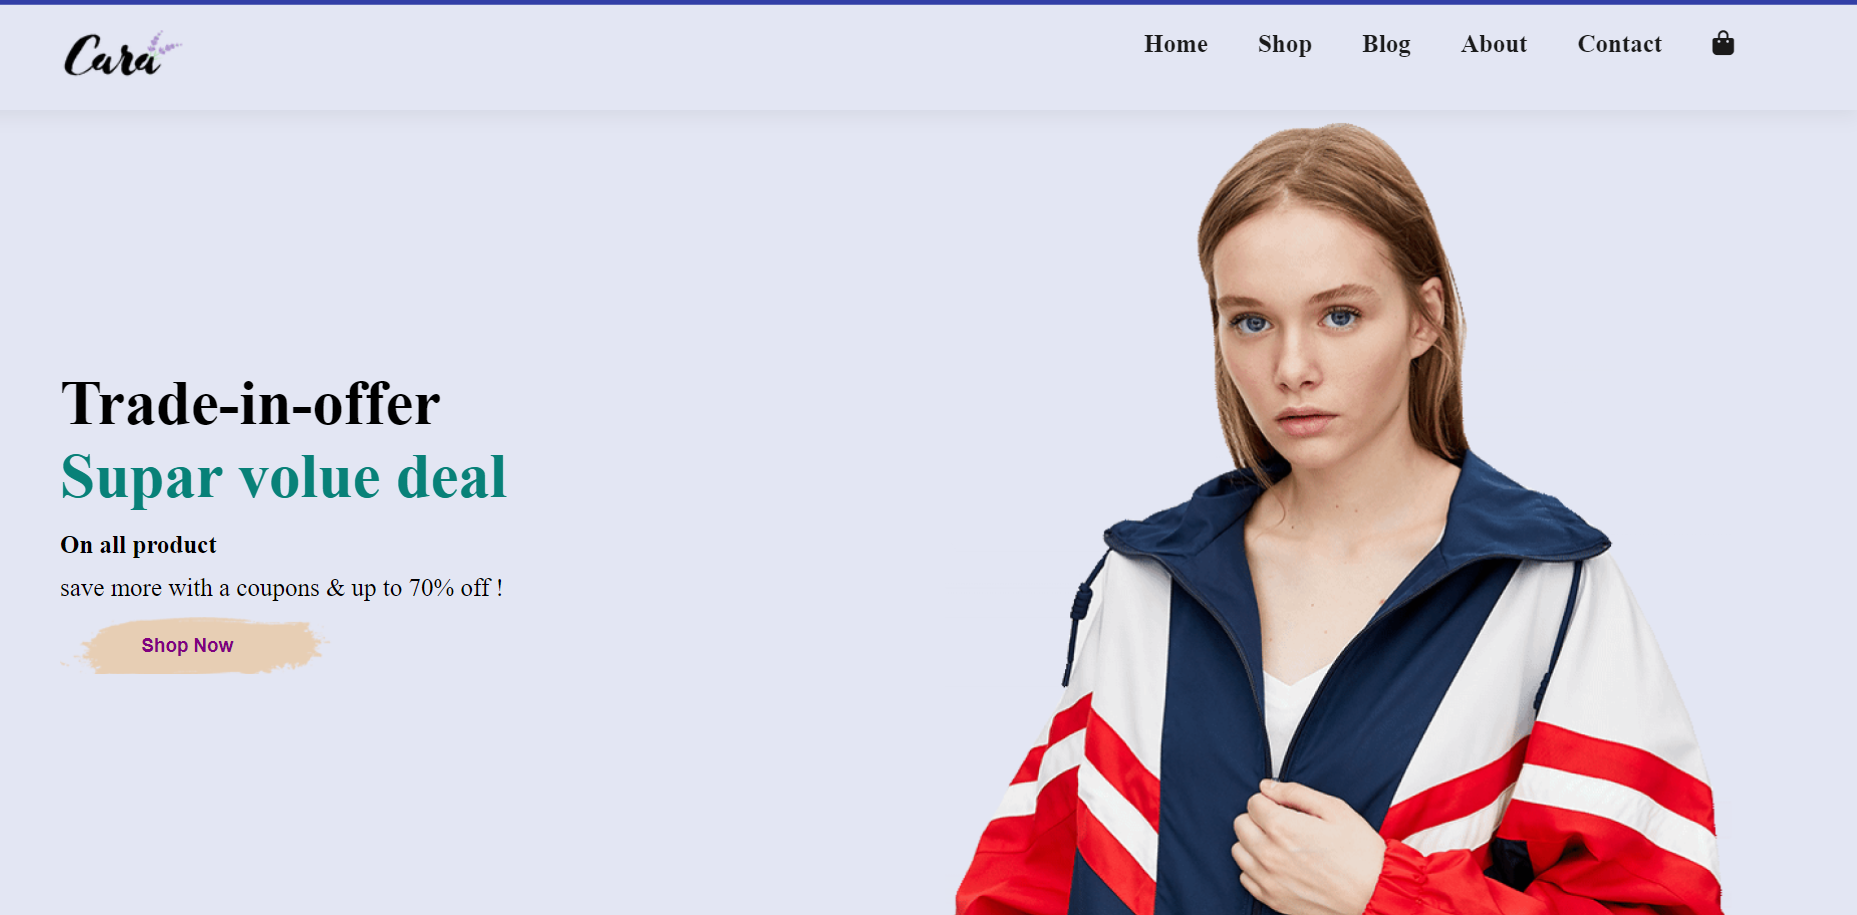 Cara
Home Shop Blog About Contact
Trade-in-offer
Supar volue deal
On all product
save more with a coupons & up to 70% off !
Shop Now